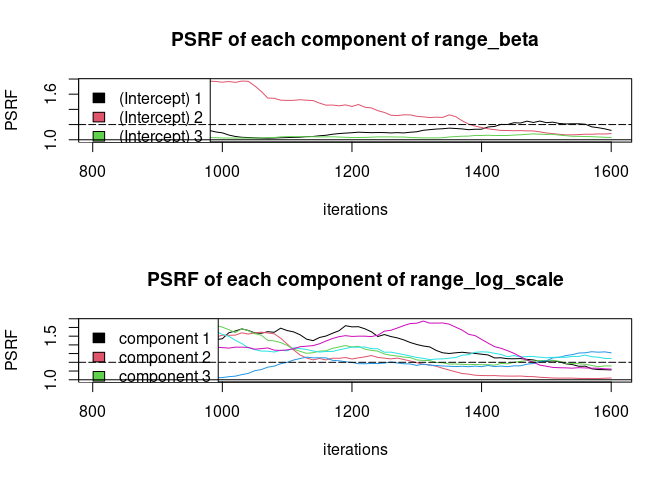 PSRF of each component of range_beta
PSRF
1.0 1.6
(Intercept) 1
(Intercept) 2
(Intercept) 3
800 1000 1200 1400 1600
iterations
PSRF of each component of range_log_scale
PSRF
1.0 1.5
component 1
component 2
component 3
800 1000 1200 1400 1600
iterations